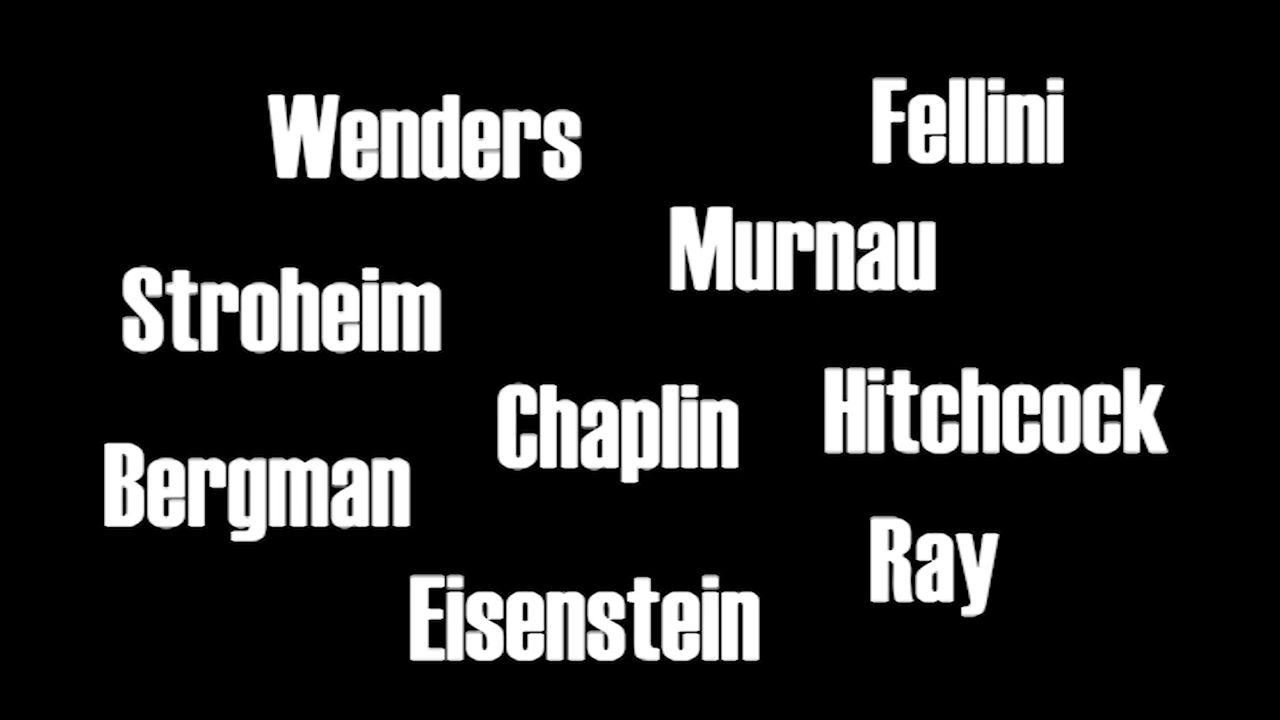 Wenders
Fellini
Murnau
Stroheim
Chaplin
Hitchcock
Bergman
Ray
Eisenstein